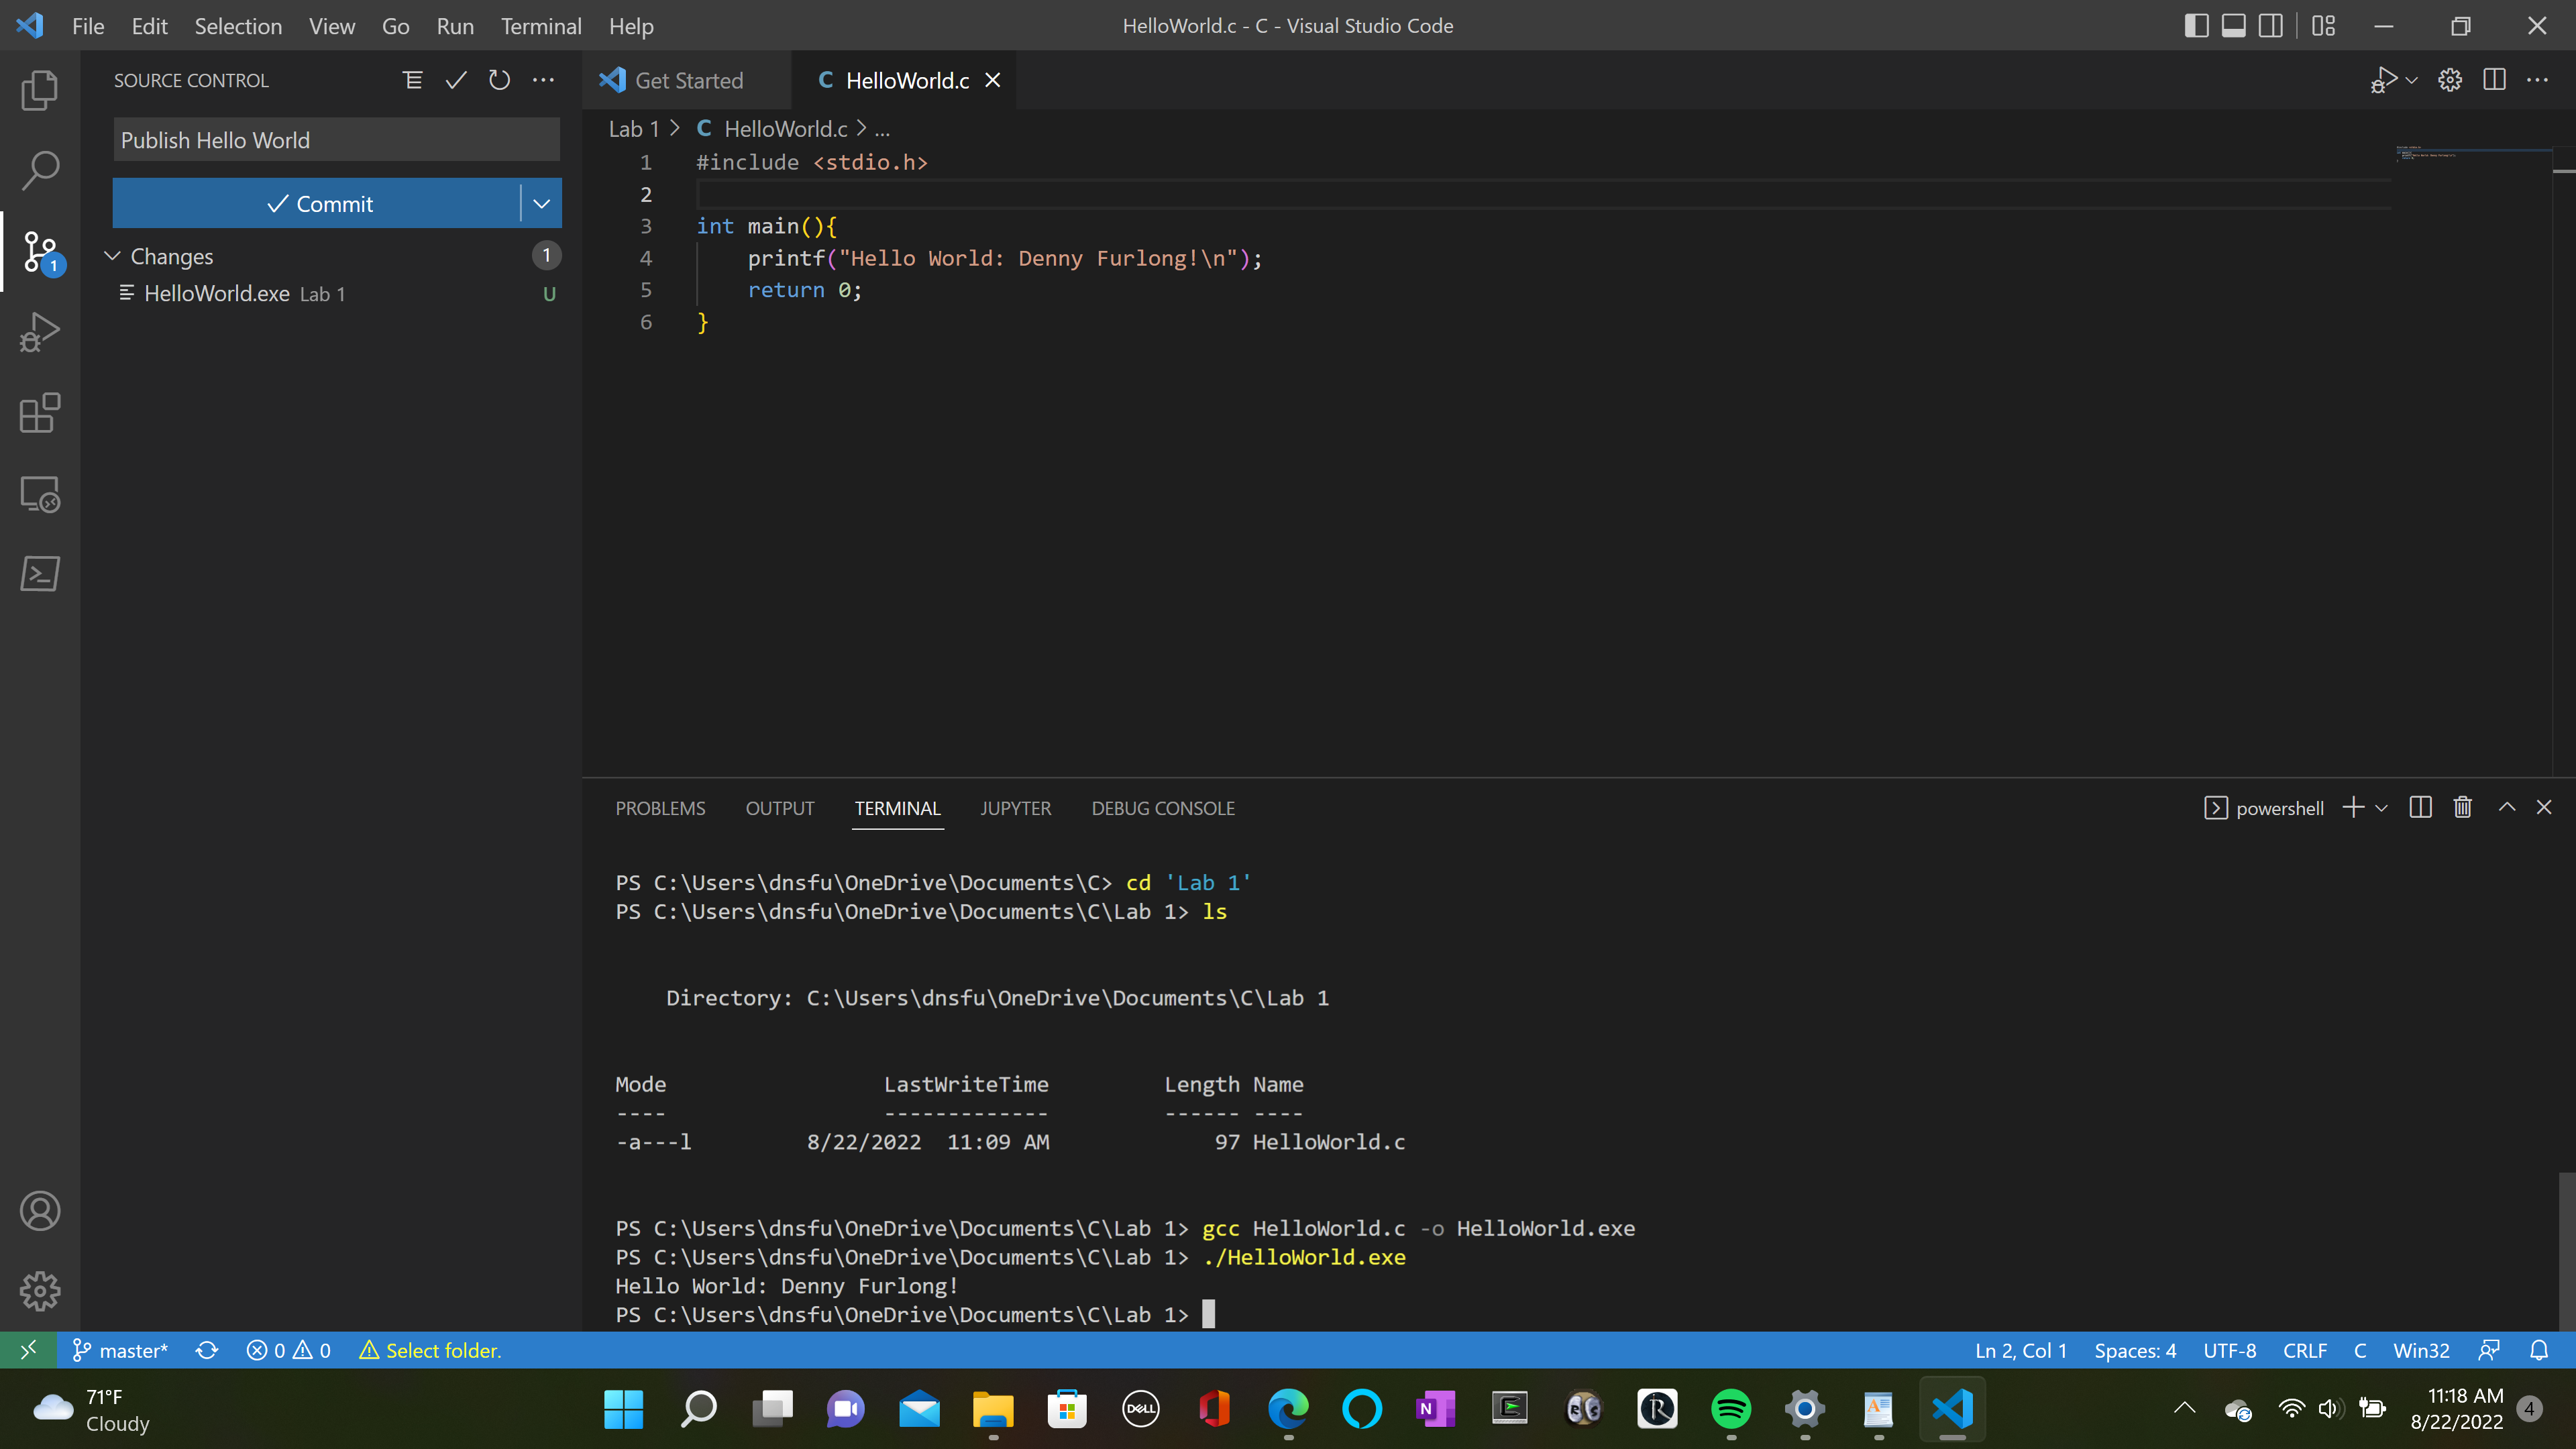 File Edit Selection View Go Run Terminal Help
HelloWorld.c - C - Visual Studio Code
SOURCE CONTROL
Publish Hello World
Commit
Changes 1
HelloWorld.exe Lab 1 U
1
Get Started
C HelloWorld.c
Lab 1 > C HelloWorld.c > ...
1 #include <stdio.h>
2
3 int main(){
4 printf("Hello World: Denny Furlong!\n");
5 return 0;
6 }
PROBLEMS OUTPUT TERMINAL JUPYTER DEBUG CONSOLE
powershell
PS C:\Users\dnsfu\OneDrive\Documents\C> cd 'Lab 1'
PS C:\Users\dnsfu\OneDrive\Documents\C\Lab 1> ls
Directory: C:\Users\dnsfu\OneDrive\Documents\C\Lab 1
Mode LastWriteTime Length Name
---- ------------- ------ ----
-a---l 8/22/2022 11:09 AM 97 HelloWorld.c
PS C:\Users\dnsfu\OneDrive\Documents\C\Lab 1> gcc HelloWorld.c -o HelloWorld.exe
PS C:\Users\dnsfu\OneDrive\Documents\C\Lab 1> ./HelloWorld.exe
Hello World: Denny Furlong!
PS C:\Users\dnsfu\OneDrive\Documents\C\Lab 1>
master* 0 0 Select folder.
Ln 2, Col 1 Spaces: 4 UTF-8 CRLF C Win32
71°F
Cloudy
DELL
N
11:18 AM
8/22/2022
4